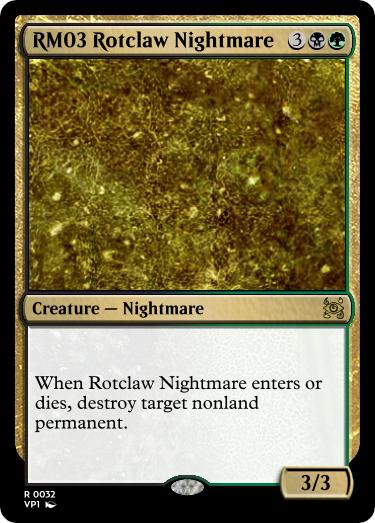 RM03 Rotclaw Nightmare 3
Creature — Nightmare
When Rotclaw Nightmare enters or
dies, destroy target nonland
permanent.
3/3
R 0032
VP1